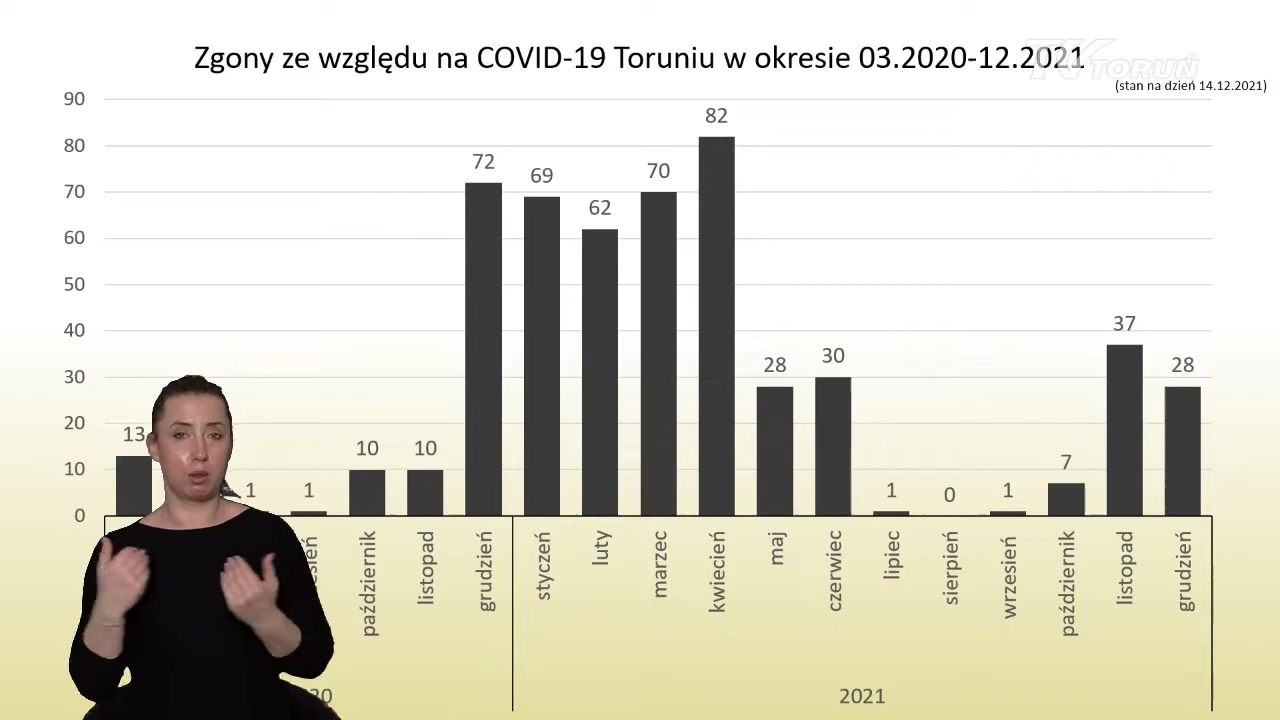 Zgony ze względu na COVID-19 Toruniu w okresie 03.2020-12.2021
TV TORUŃ
(stan na dzień 14.12.2021)
90
80
70
60
50
40
30
20
10
0
13
1
1
10
10
72
69
62
70
82
28
30
1
0
1
7
37
28
październik
listopad
grudzień
styczeń
luty
marzec
kwiecień
maj
czerwiec
lipiec
sierpień
wrzesień
październik
listopad
grudzień
2021